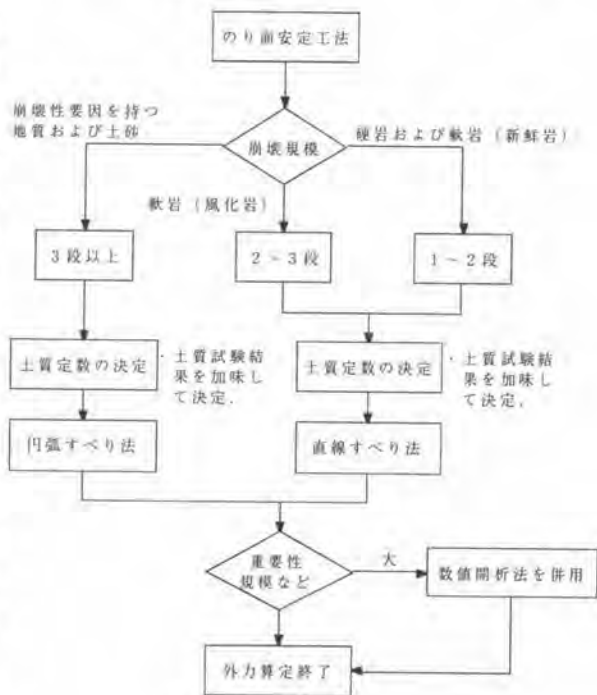 のり面安定工法
崩壊性要因を持つ
地質および土砂
崩壊規模
硬岩および軟岩（新鮮岩）
軟岩（風化岩）
3段以上
2～3段
1～2段
土質定数の決定
・土質試験結
果を加味し
て決定．
土質定数の決定
・土質試験結
果を加味し
て決定．
円弧すべり法
直線すべり法
重要性
規模など
大
数値開析法を併用
外力算定終了